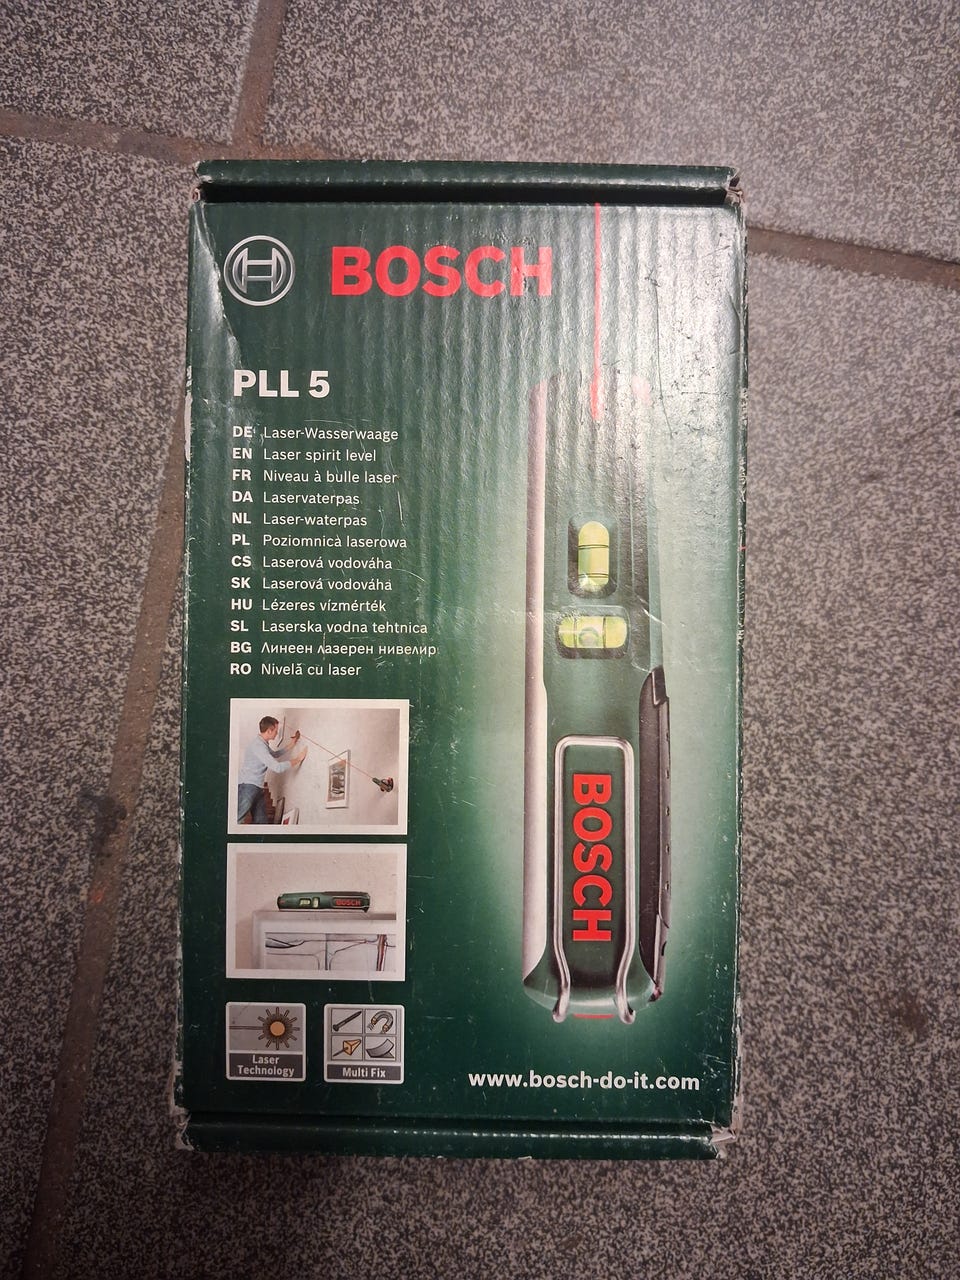 BOSCH
PLL 5
DE Laser-Wasserwaage
EN Laser spirit level
FR Niveau à bulle laser
DA Laservaterpas
NL Laser-waterpas
PL Poziomnica laserowa
CS Laserová vodováha
SK Laserová vodováha
HU Lézeres vízmérték
SL Laserska vodna tehtnica
BG Линеен лазерен нивелир
RO Nivelă cu laser
BOSCH
BOSCH
Laser
Technology
Multi Fix
www.bosch-do-it.com